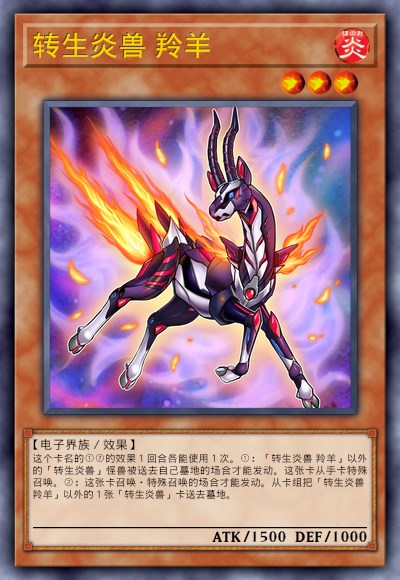 转生炎兽 羚羊
ほのお
炎
【电子界族／效果】
这个卡名的①②的效果1回合各能使用1次。①：「转生炎兽 羚羊」以外
的「转生炎兽」怪兽被送去自己墓地的场合才能发动。这张卡从手卡特殊
召唤。②：这张卡召唤·特殊召唤的场合才能发动。从卡组把「转生炎兽
羚羊」以外的1张「转生炎兽」卡送去墓地。
ATK/1500 DEF/1000